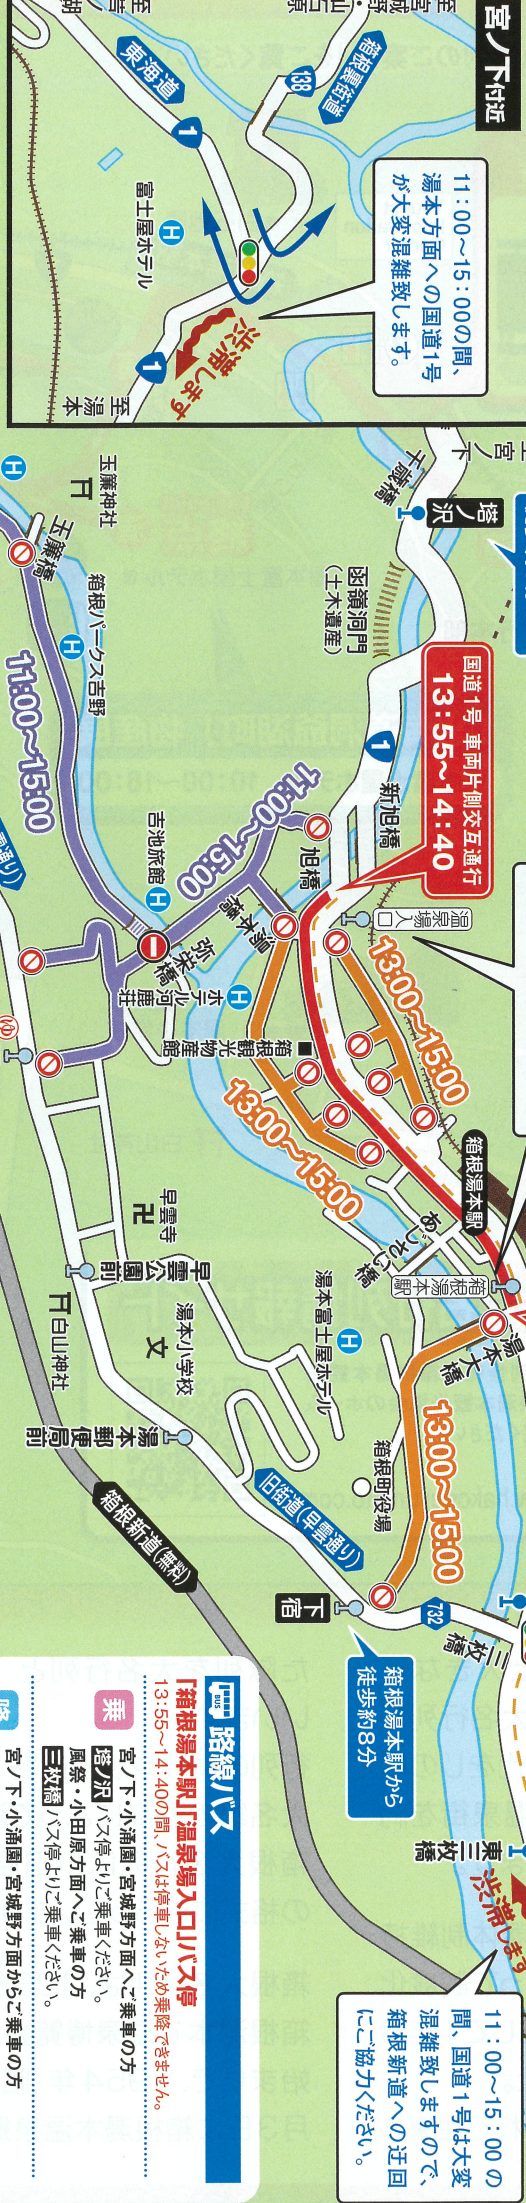 宮ノ下付近
箱根裏街道
138
東海道
1
富士屋ホテル
H
渋滞します
1
至湯本
11：00～15：00の間、
湯本方面への国道1号
が大変混雑致します。
千歳橋
塔ノ沢
函嶺洞門
（土木遺産）
玉簾神社
玉簾橋
H
箱根パークス吉野
H
11:00～15:00
国道1号 車両片側交互通行
13:55～14:40
1
新旭橋
旭橋
11:00～15:00
吉池旅館
H
弥栄橋
湯本橋
ホテル河鹿荘
H
温泉場入口
13:00～15:00
箱根観光物産館
13:00～15:00
箱根湯本駅
あじさい橋
箱根湯本駅
湯本大橋
早雲寺
早雲公園前
湯本小学校
白山神社
湯本富士屋ホテル
H
箱根町役場
13:00～15:00
湯本郵便局前
旧街道（早雲通り）
箱根新道（無料）
下宿
732
三枚橋
箱根湯本駅から
徒歩約8分
東三枚橋
渋滞します
11：00～15：00の
間、国道1号は大変
混雑致しますので、
箱根新道への迂回
にご協力ください。
BUS
路線バス
「箱根湯本駅」「温泉場入口」バス停
13:55～14:40の間、バスは停車しないため乗降できません。
乗
宮ノ下・小涌園・宮城野方面へご乗車の方
塔ノ沢 バス停よりご乗車ください。
風祭・小田原方面へご乗車の方
三枚橋 バス停よりご乗車ください。
降
宮ノ下・小涌園・宮城野方面からご乗車の方